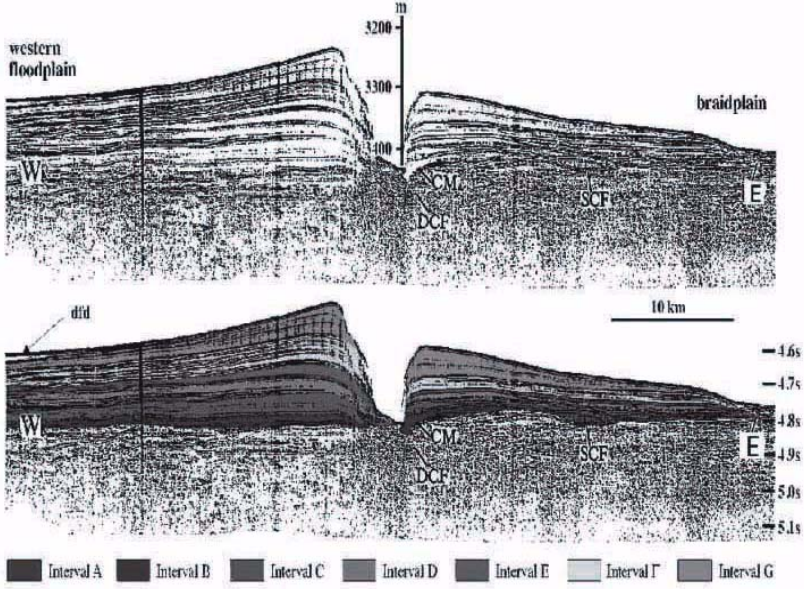 m
3200
western
floodplain
3300
braidplain
400
W
CM
SCF
E
DCF
dfd
10 km
4.6s
4.7s
W
4.8s
CM
SCF
E
4.9s
DCF
5.0s
5.1s
Interval A Interval B Interval C Interval D Interval E Interval F Interval G